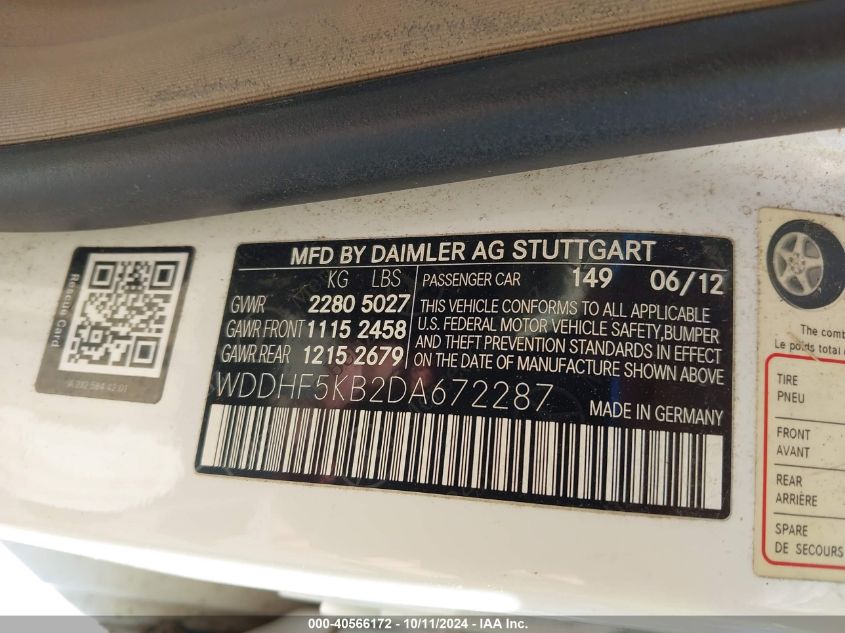 MFD BY DAIMLER AG STUTTGART
KG LBS
GVWR 2280 5027
GAWR FRONT 1115 2458
GAWR REAR 1215 2679
PASSENGER CAR 149 06/12
THIS VEHICLE CONFORMS TO ALL APPLICABLE
U.S. FEDERAL MOTOR VEHICLE SAFETY,BUMPER
AND THEFT PREVENTION STANDARDS IN EFFECT
ON THE DATE OF MANUFACTURE SHOWN ABOVE
WDDHF5KB2DA672287
MADE IN GERMANY
Rescue Card
The comb
Le poids total
TIRE
PNEU
FRONT
AVANT
REAR
ARRIÈRE
SPARE
DE SECOURS
000-40566172 - 10/11/2024 - IAA Inc.